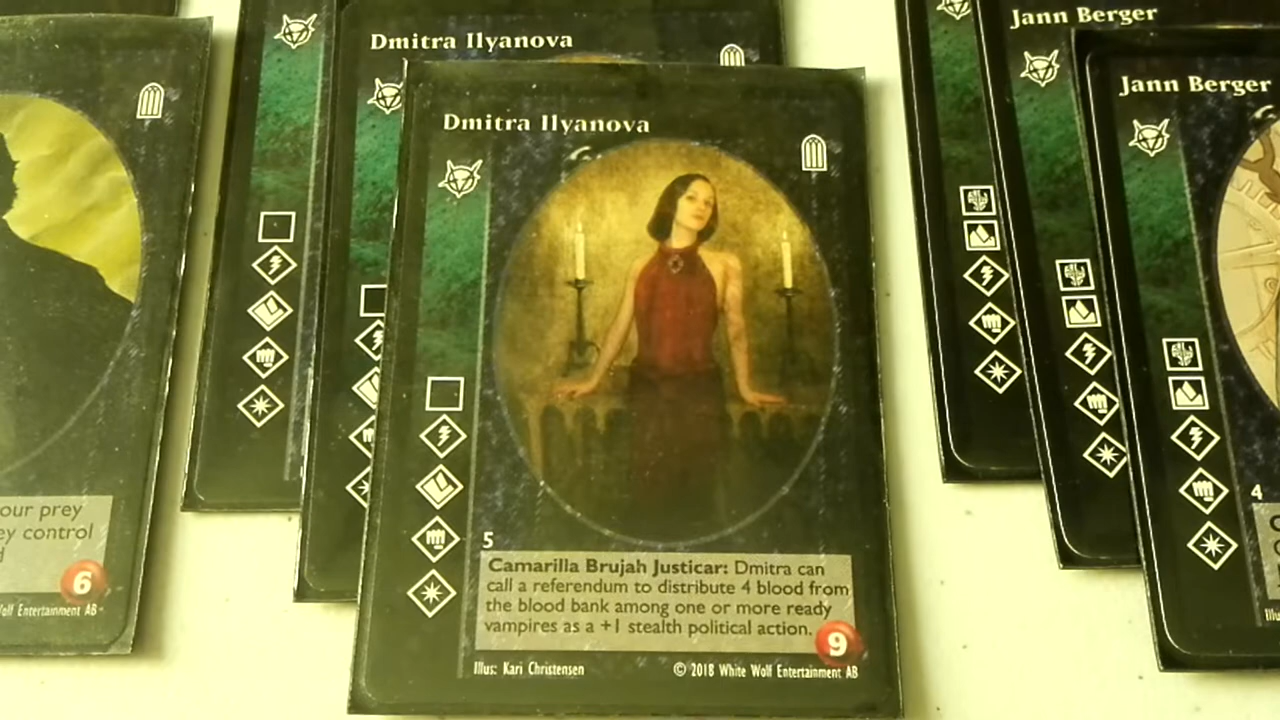 our prey
ey control
6
olf Entertainment AB
Dmitra Ilyanova
Dmitra Ilyanova
5
Camarilla Brujah Justicar: Dmitra can
call a referendum to distribute 4 blood from
the blood bank among one or more ready
vampires as a +1 stealth political action.
9
Illus: Kari Christensen
© 2018 White Wolf Entertainment AB
Jann Berger
Jann Berger
4